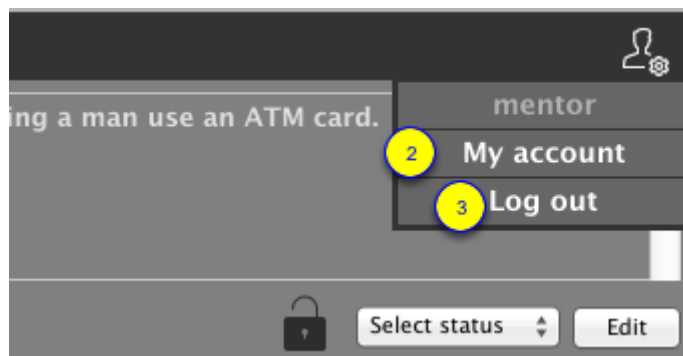 mentor
ing a man use an ATM card.
2 My account
3 Log out
Select status Edit